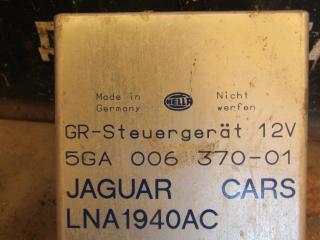 Made in HELLA Nicht
Germany werfen
GR-Steuergerät 12V
5GA 006 370-01
JAGUAR CARS
LNA1940AC